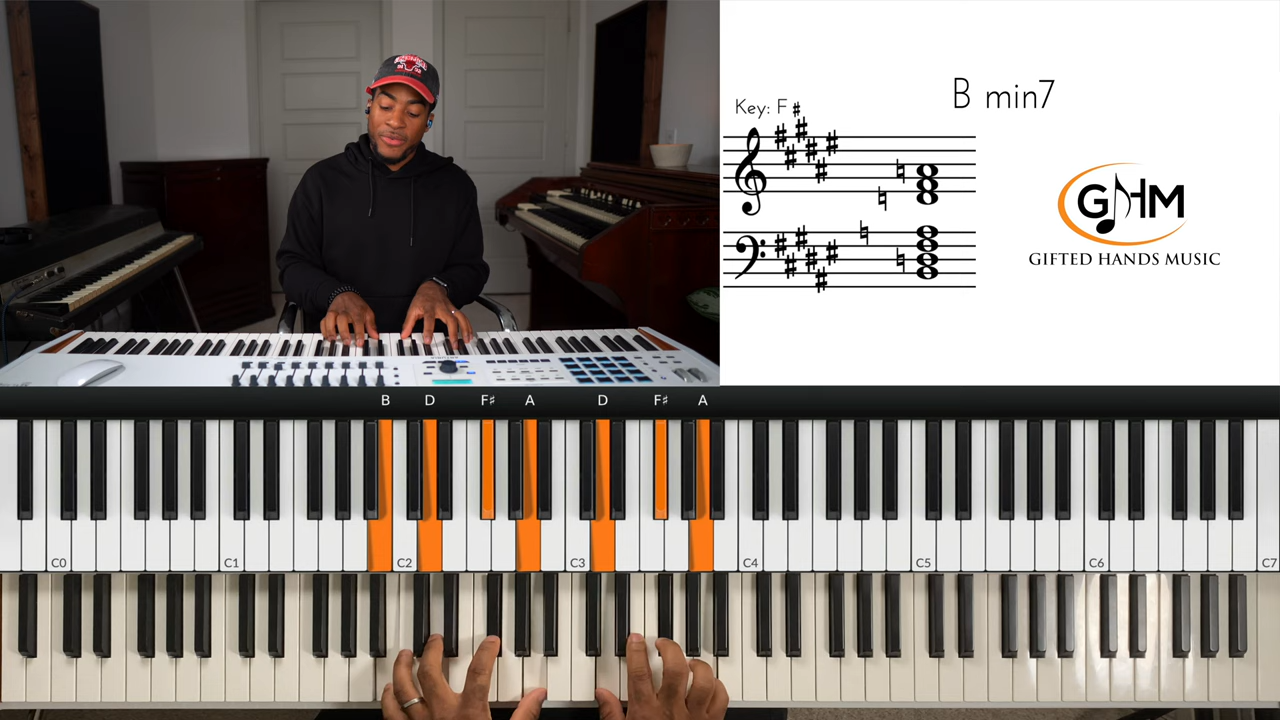 B min7
Key: F♯
GHM
GIFTED HANDS MUSIC
B D F♯ A D F♯ A
C0 C1 C2 C3 C4 C5 C6 C7